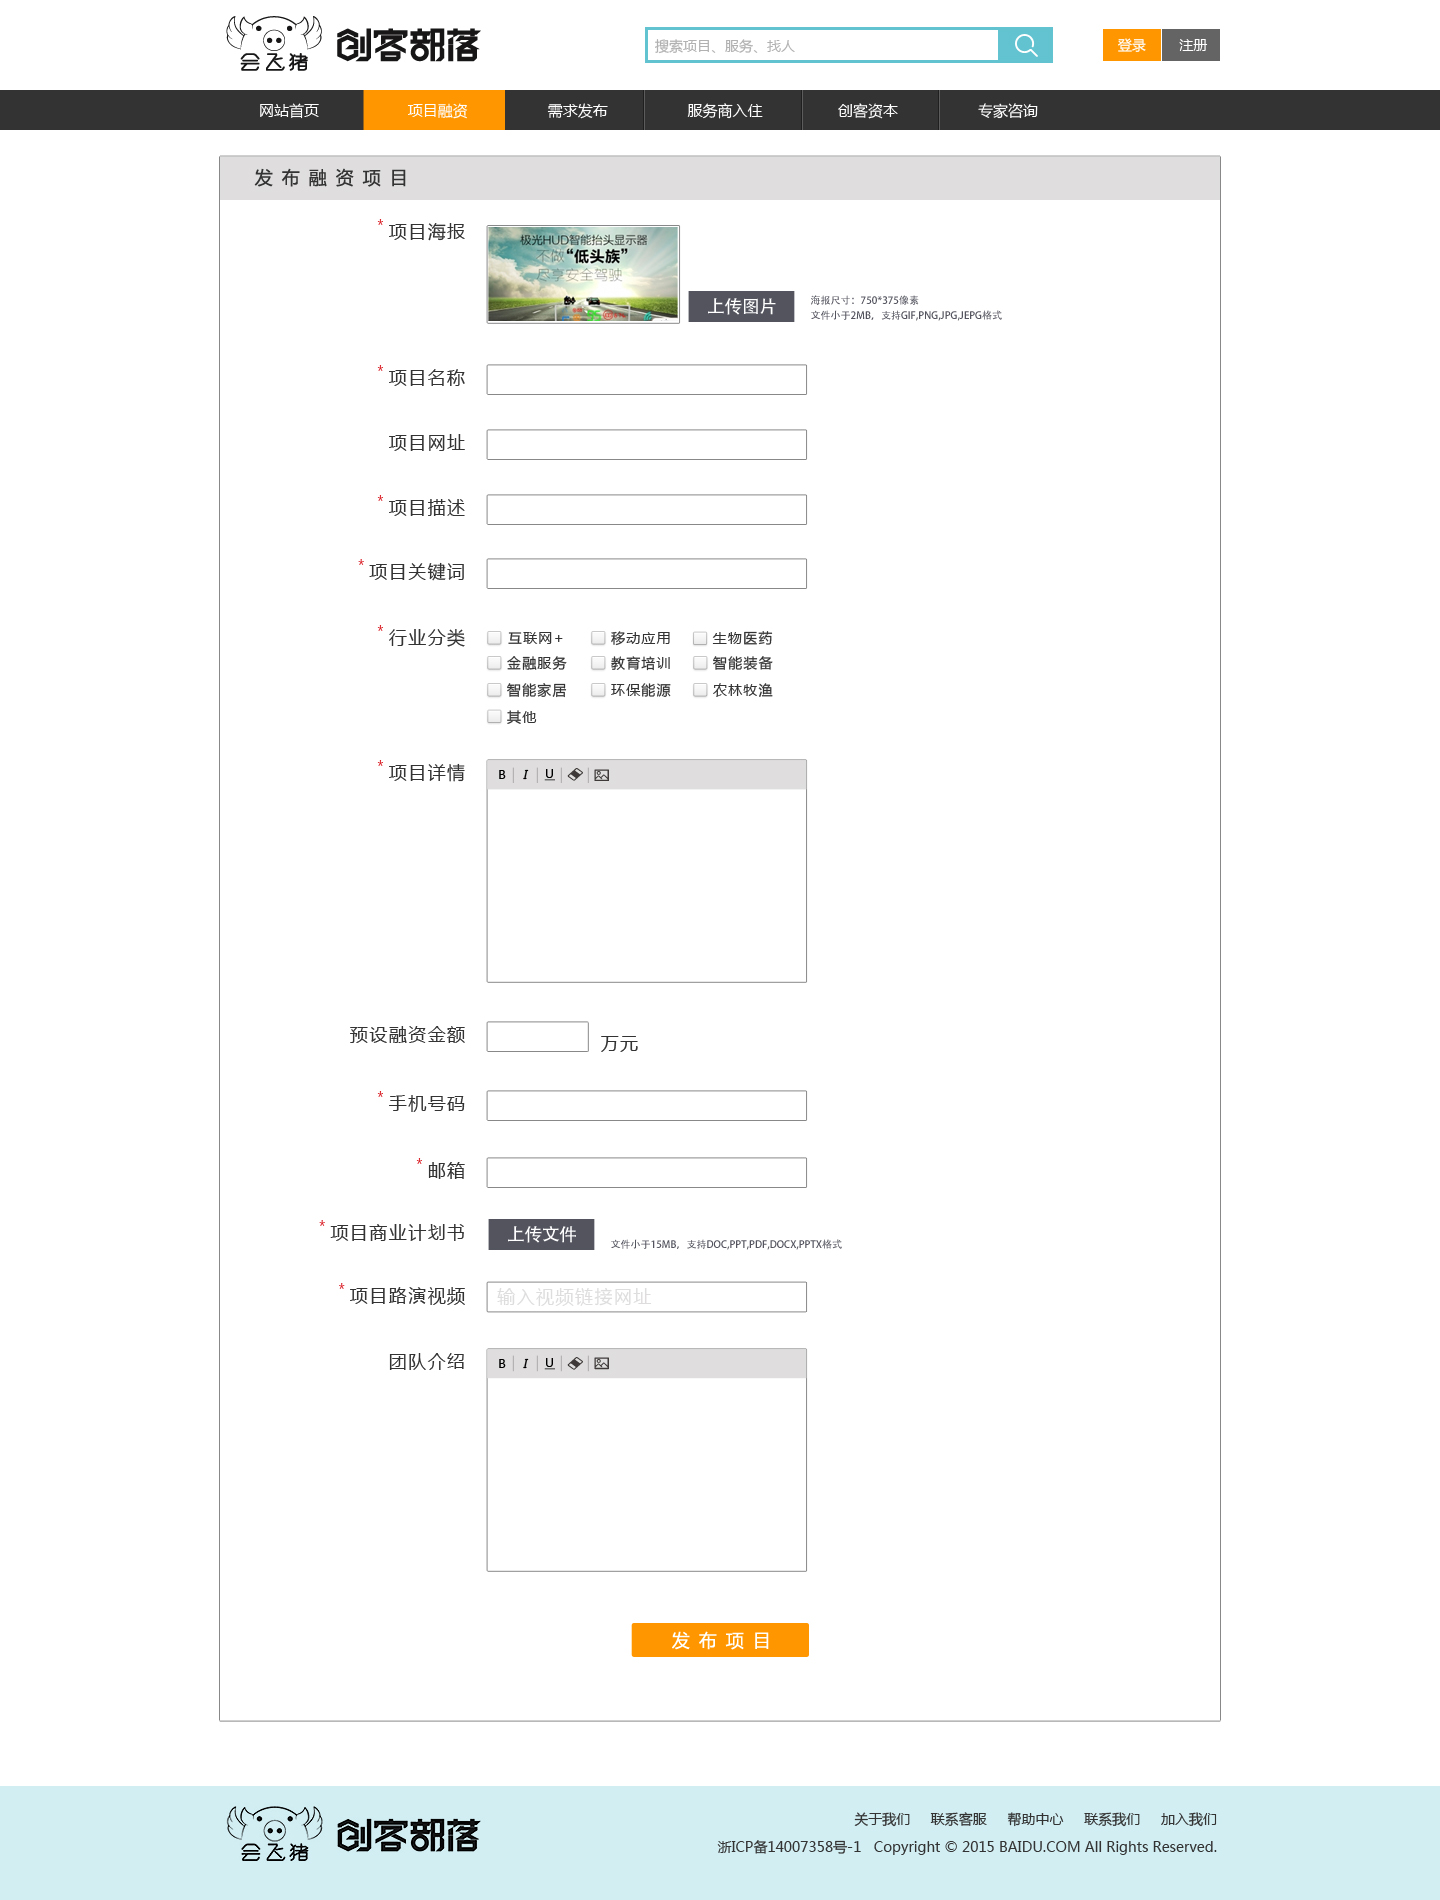 会飞猪 创客部落
搜索项目、服务、找人
登录 注册
网站首页 项目融资 需求发布 服务商入住 创客资本 专家咨询
发布融资项目
* 项目海报
极光HUD智能抬头显示器
不做“低头族”
尽享安全驾驶
上传图片
海报尺寸：750*375像素
文件小于2MB，支持GIF,PNG,JPG,JEPG格式
* 项目名称
项目网址
* 项目描述
* 项目关键词
* 行业分类
互联网+ 移动应用 生物医药
金融服务 教育培训 智能装备
智能家居 环保能源 农林牧渔
其他
* 项目详情
B I U
预设融资金额 万元
* 手机号码
* 邮箱
* 项目商业计划书 上传文件 文件小于15MB，支持DOC,PPT,PDF,DOCX,PPTX格式
* 项目路演视频 输入视频链接网址
团队介绍
B I U
发布项目
会飞猪 创客部落
关于我们 联系客服 帮助中心 联系我们 加入我们
浙ICP备14007358号-1 Copyright © 2015 BAIDU.COM All Rights Reserved.